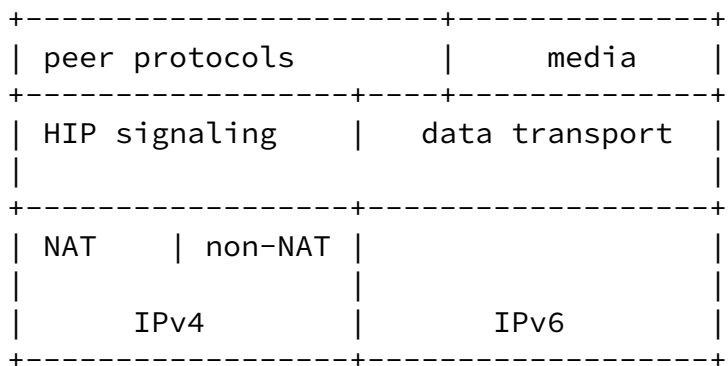 peer protocols media
HIP signaling data transport
NAT non-NAT
IPv4 IPv6